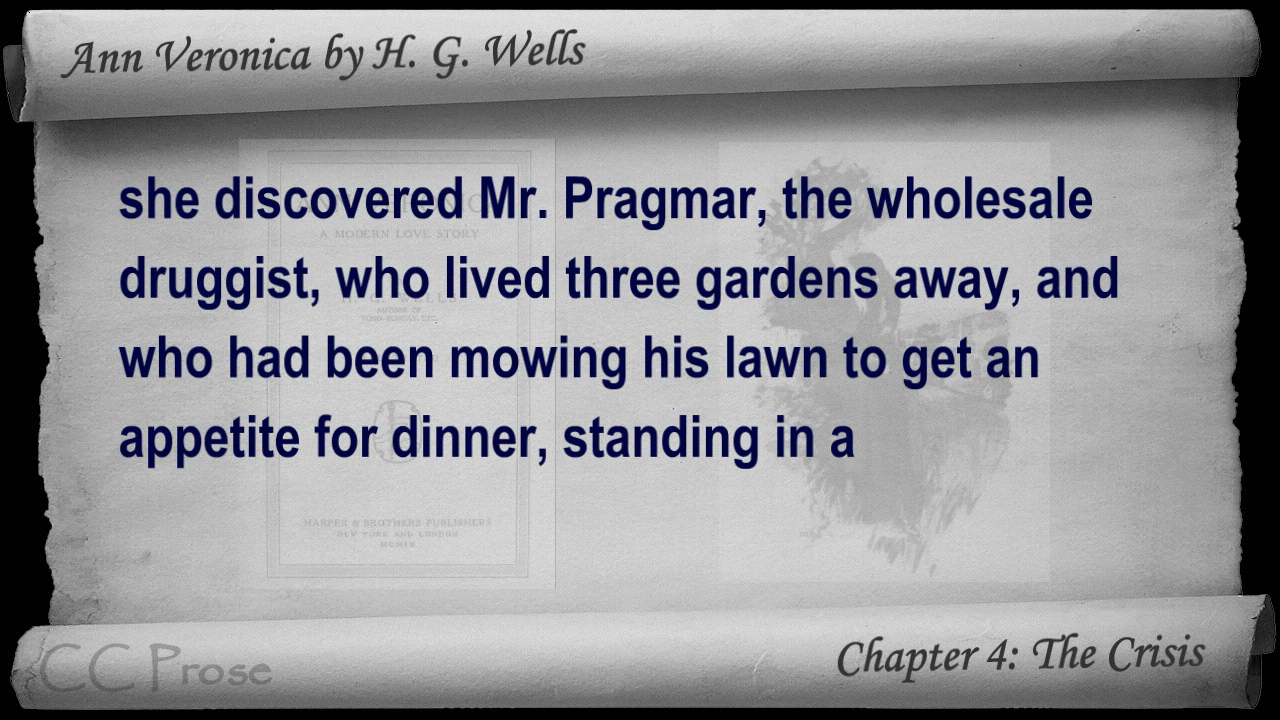 Ann Veronica by H. G. Wells
she discovered Mr. Pragmar, the wholesale
druggist, who lived three gardens away, and
who had been mowing his lawn to get an
appetite for dinner, standing in a
A MODERN LOVE STORY
HARPER & BROTHERS PUBLISHERS
NEW YORK AND LONDON
MCMIX
CC Prose
Chapter 4: The Crisis